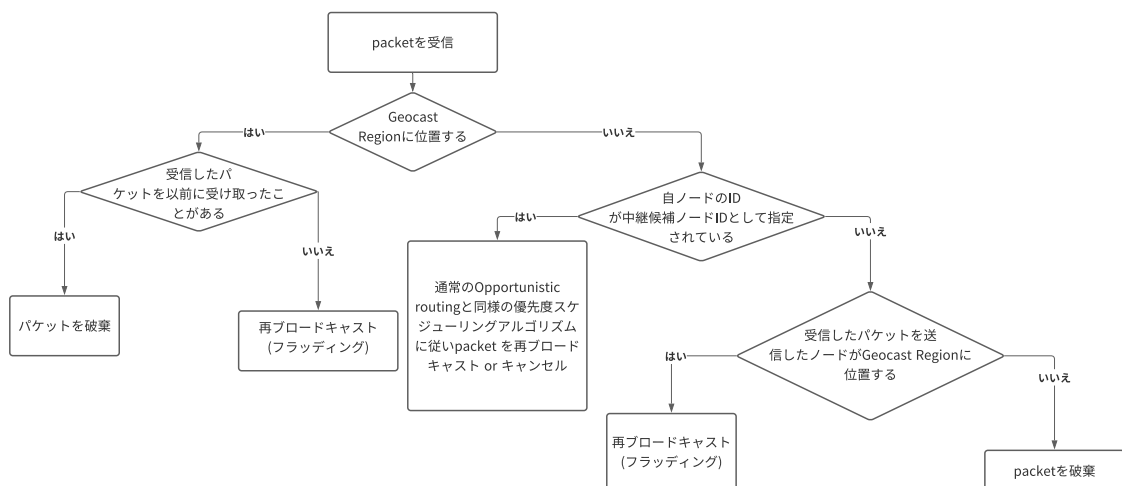 packetを受信
Geocast
Regionに位置する
はい
いいえ
受信したパ
ケットを以前に受け取ったこ
とがある
自ノードのID
が中継候補ノードIDとして指定
されている
はい
いいえ
はい
いいえ
パケットを破棄
再ブロードキャスト
(フラッディング)
通常のOpportunistic
routingと同様の優先度スケ
ジューリングアルゴリズム
に従いpacket を再ブロード
キャスト or キャンセル
受信したパケットを送
信したノードがGeocast Regionに
位置する
はい
いいえ
再ブロードキャスト
(フラッディング)
packetを破棄